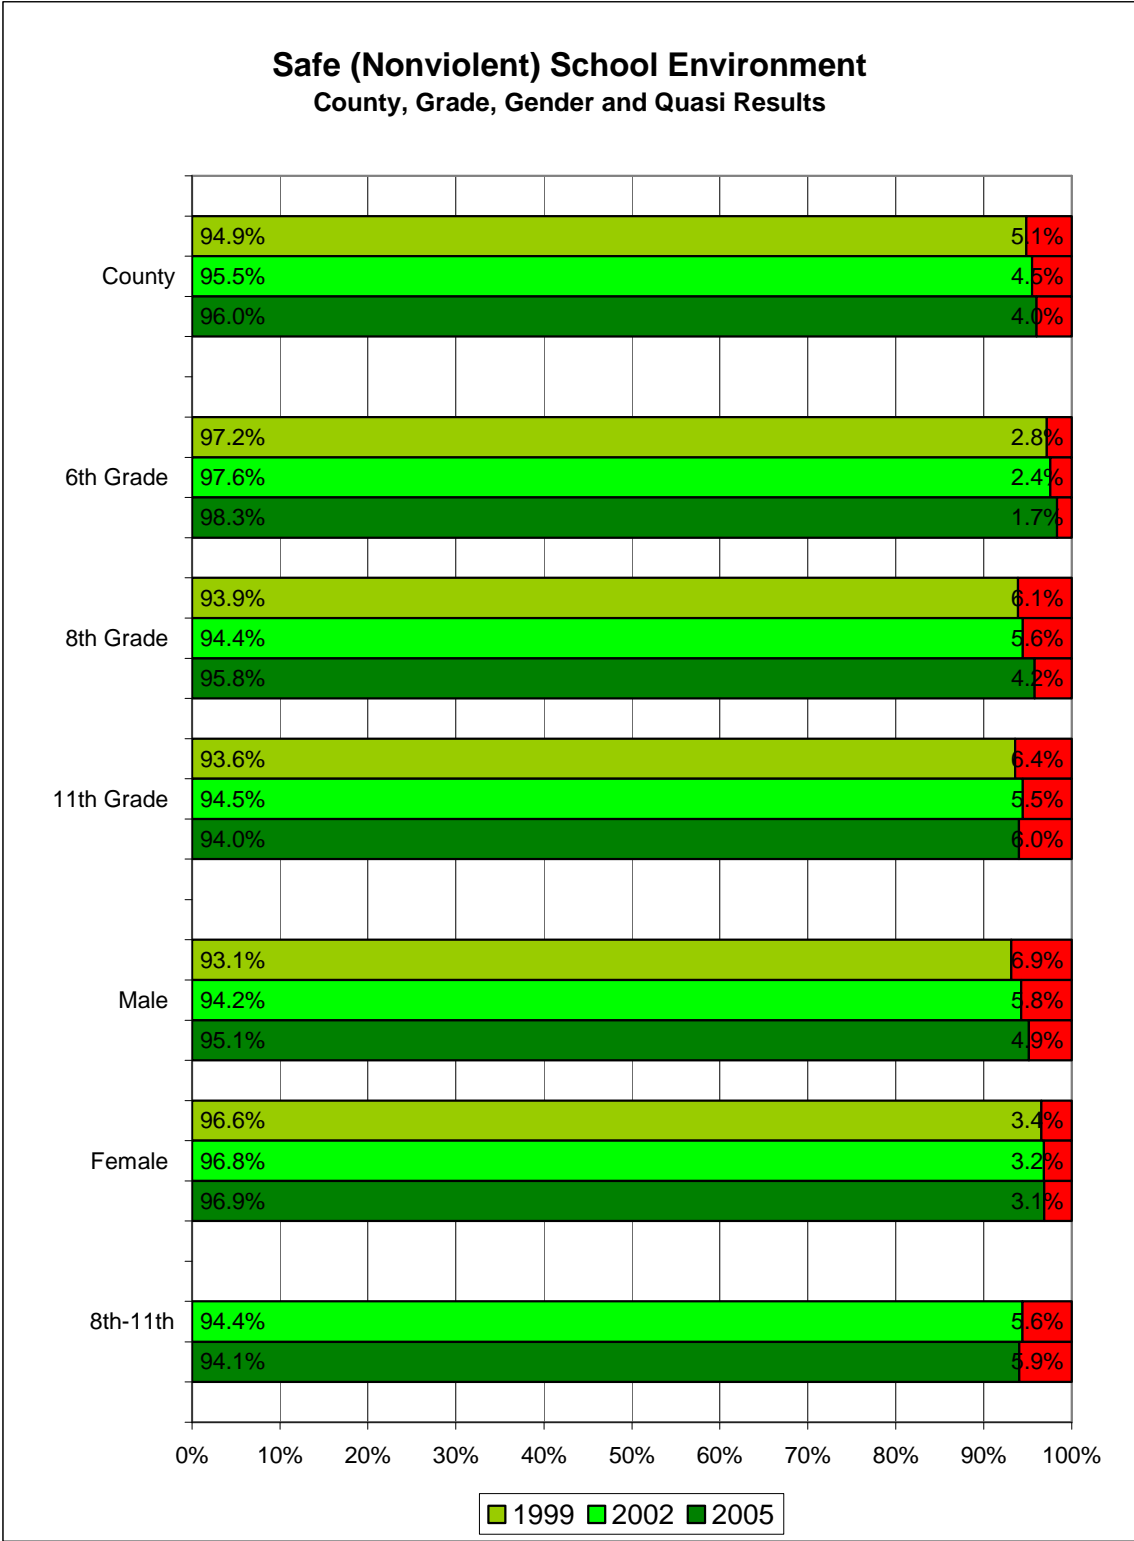 Safe (Nonviolent) School Environment
County, Grade, Gender and Quasi Results
94.9% 5.1%
County 95.5% 4.5%
96.0% 4.0%
97.2% 2.8%
6th Grade 97.6% 2.4%
98.3% 1.7%
93.9% 6.1%
8th Grade 94.4% 5.6%
95.8% 4.2%
93.6% 6.4%
11th Grade 94.5% 5.5%
94.0% 6.0%
93.1% 6.9%
Male 94.2% 5.8%
95.1% 4.9%
96.6% 3.4%
Female 96.8% 3.2%
96.9% 3.1%
8th-11th 94.4% 5.6%
94.1% 5.9%
0% 10% 20% 30% 40% 50% 60% 70% 80% 90% 100%
1999 2002 2005